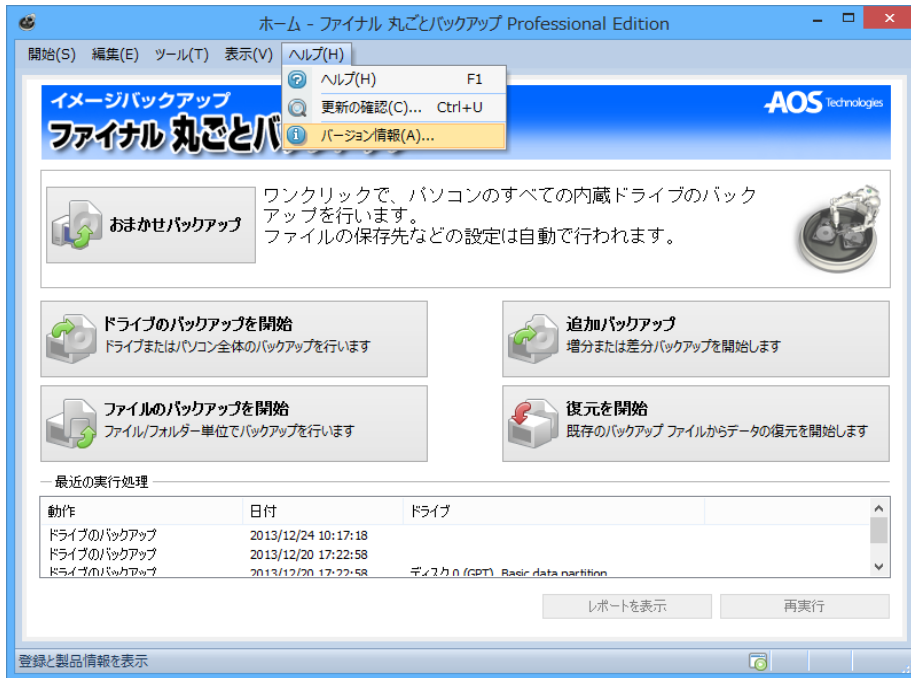 ホーム - ファイナル 丸ごとバックアップ Professional Edition
開始(S) 編集(E) ツール(T) 表示(V) ヘルプ(H)
ヘルプ(H) F1
更新の確認(C)... Ctrl+U
バージョン情報(A)...
イメージバックアップ
ファイナル 丸ごとバ
AOS Technologies
おまかせバックアップ
ワンクリックで、パソコンのすべての内蔵ドライブのバック
アップを行います。
ファイルの保存先などの設定は自動で行われます。
ドライブのバックアップを開始
ドライブまたはパソコン全体のバックアップを行います
追加バックアップ
増分または差分バックアップを開始します
ファイルのバックアップを開始
ファイル/フォルダー単位でバックアップを行います
復元を開始
既存のバックアップ ファイルからデータの復元を開始します
最近の実行処理
動作 日付 ドライブ
ドライブのバックアップ 2013/12/24 10:17:18
ドライブのバックアップ 2013/12/20 17:22:58
ドライブのバックアップ 2013/12/20 17:22:58 ディスク 0 (GPT) Basic data partition
レポートを表示 再実行
登録と製品情報を表示